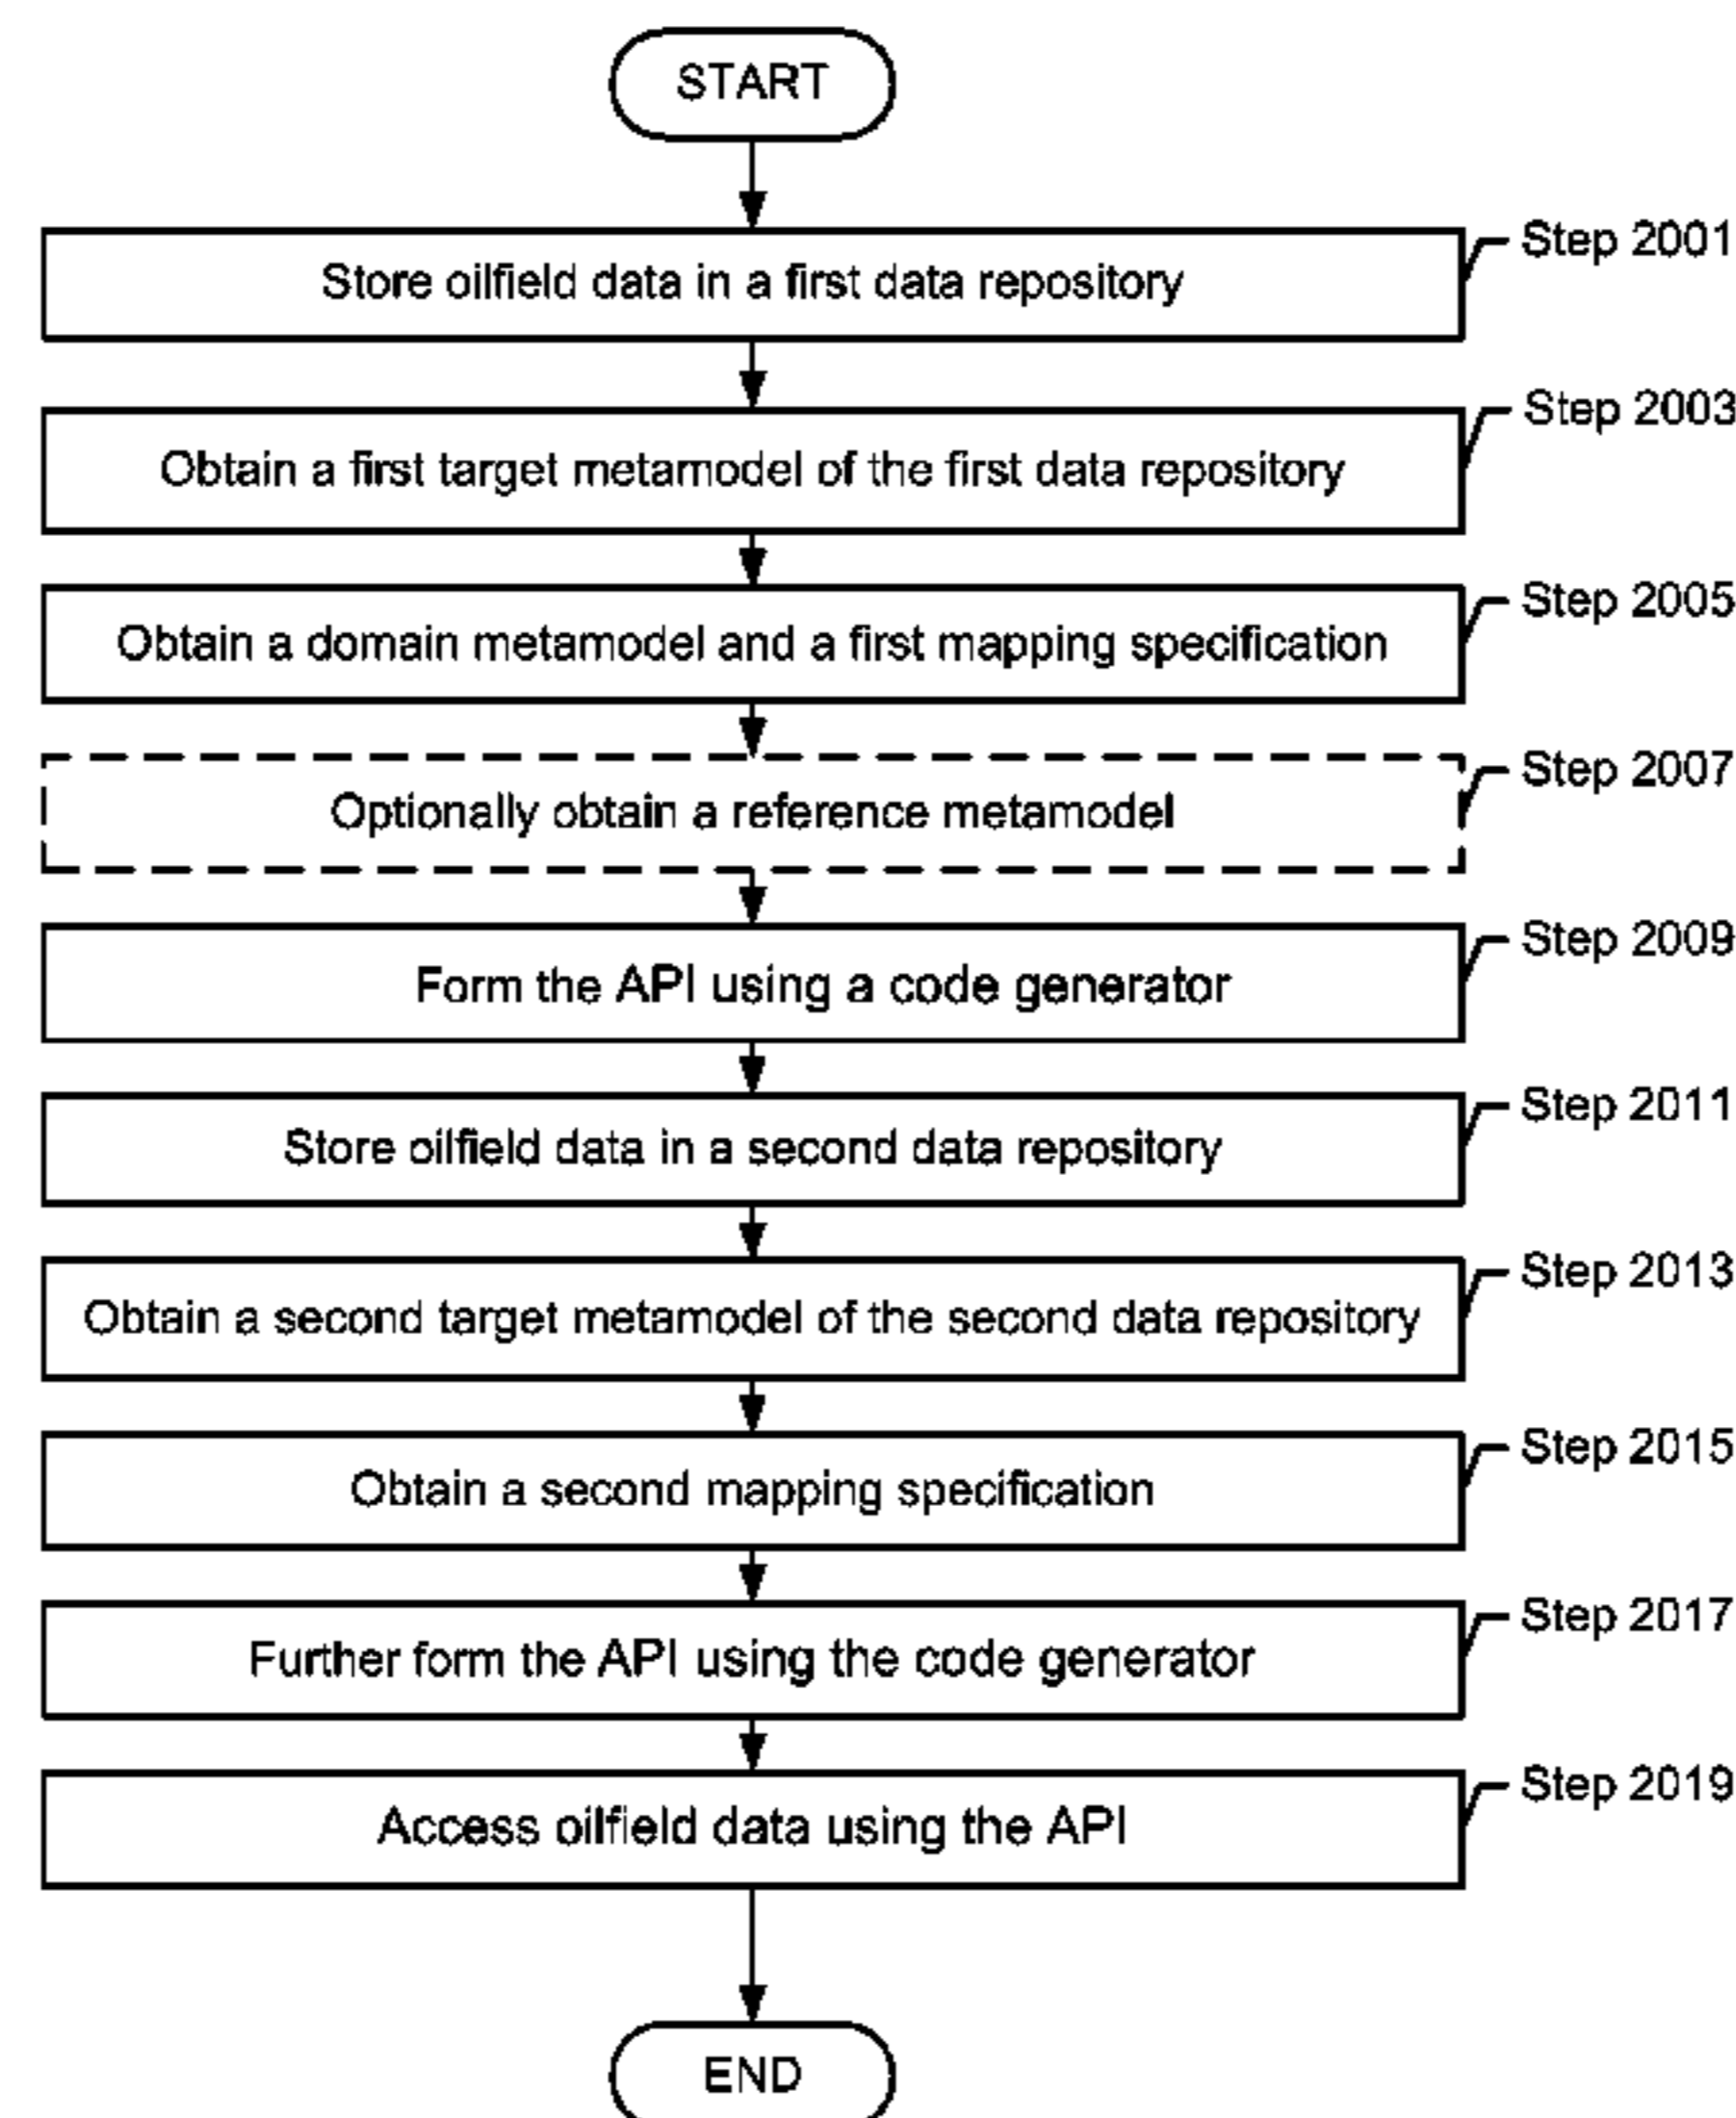 START
Store oilfield data in a first data repository
Step 2001
Obtain a first target metamodel of the first data repository
Step 2003
Obtain a domain metamodel and a first mapping specification
Step 2005
Optionally obtain a reference metamodel
Step 2007
Form the API using a code generator
Step 2009
Store oilfield data in a second data repository
Step 2011
Obtain a second target metamodel of the second data repository
Step 2013
Obtain a second mapping specification
Step 2015
Further form the API using the code generator
Step 2017
Access oilfield data using the API
Step 2019
END